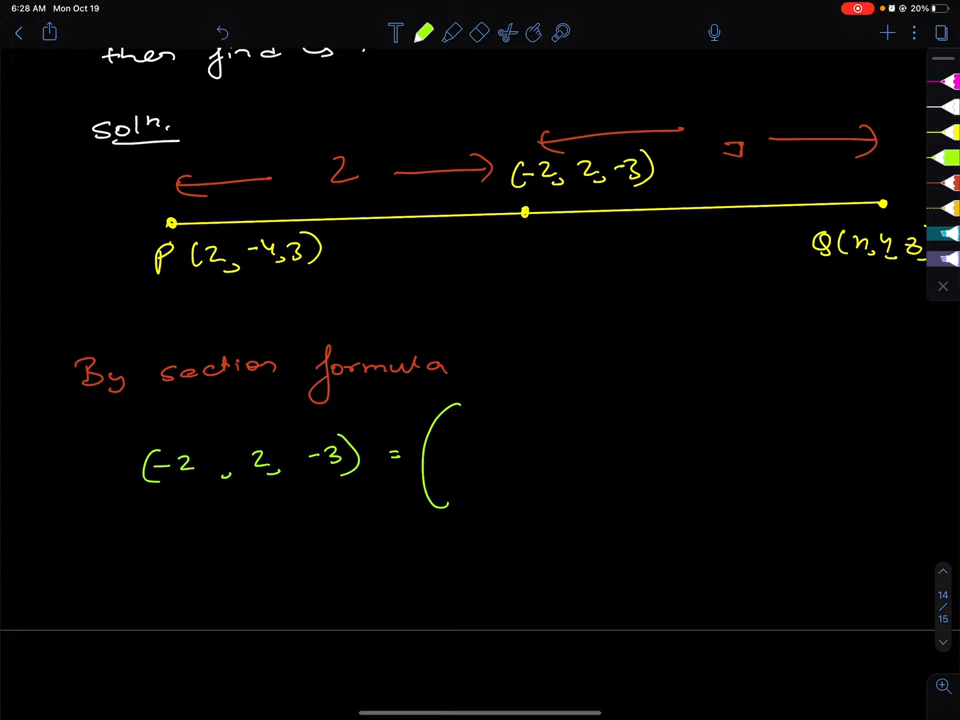 6:28 AM Mon Oct 19
20%
then find
Soln.
2 3
(-2, 2, -3)
P (2, -4, 3)
Q(x, y, z)
By section formula
(-2, 2, -3) = (
14
/
15